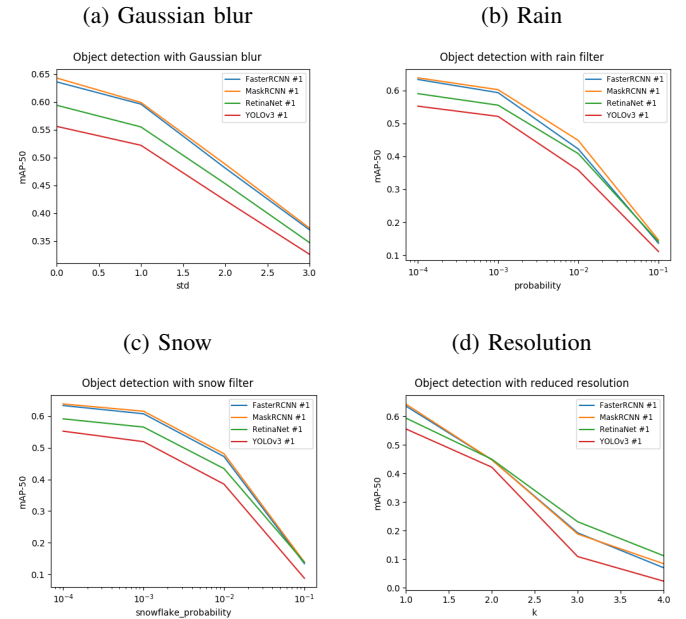 (a) Gaussian blur
Object detection with Gaussian blur
mAP-50
0.65
0.60
0.55
0.50
0.45
0.40
0.35
FasterRCNN #1
MaskRCNN #1
RetinaNet #1
YOLOv3 #1
0.0 0.5 1.0 1.5 2.0 2.5 3.0
std
(b) Rain
Object detection with rain filter
mAP-50
0.6
0.5
0.4
0.3
0.2
0.1
FasterRCNN #1
MaskRCNN #1
RetinaNet #1
YOLOv3 #1
10⁻⁴ 10⁻³ 10⁻² 10⁻¹
probability
(c) Snow
Object detection with snow filter
mAP-50
0.6
0.5
0.4
0.3
0.2
0.1
FasterRCNN #1
MaskRCNN #1
RetinaNet #1
YOLOv3 #1
10⁻⁴ 10⁻³ 10⁻² 10⁻¹
snowflake_probability
(d) Resolution
Object detection with reduced resolution
mAP-50
0.6
0.5
0.4
0.3
0.2
0.1
0.0
FasterRCNN #1
MaskRCNN #1
RetinaNet #1
YOLOv3 #1
1.0 1.5 2.0 2.5 3.0 3.5 4.0
k